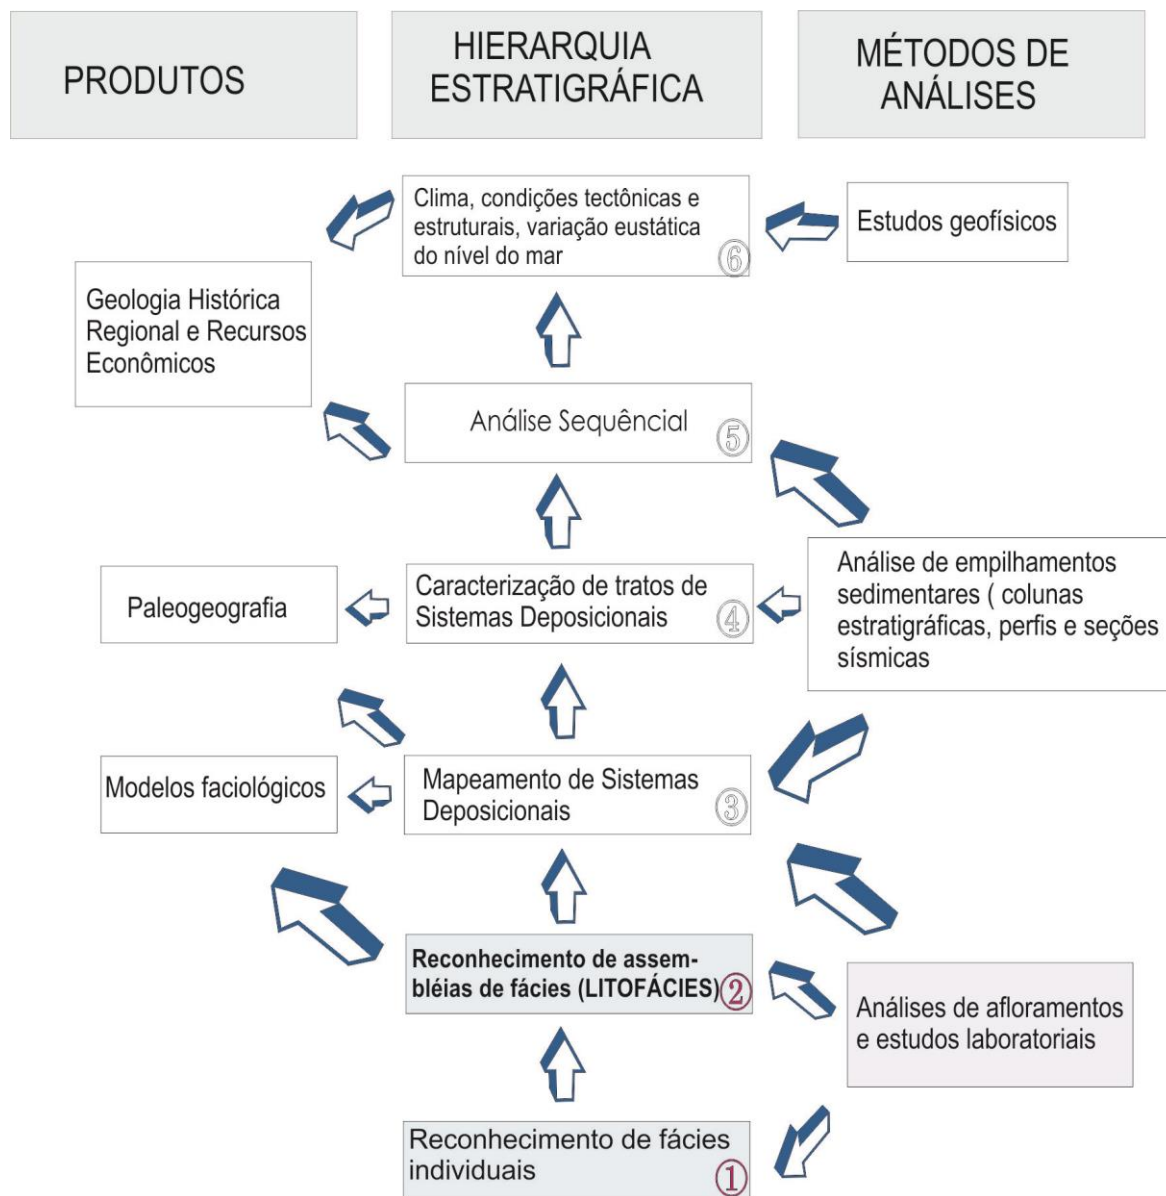 PRODUTOS
HIERARQUIA
ESTRATIGRÁFICA
MÉTODOS DE
ANÁLISES
Clima, condições tectônicas e
estruturais, variação eustática
do nível do mar
6
Estudos geofísicos
Geologia Histórica
Regional e Recursos
Econômicos
Análise Sequêncial
5
Análise de empilhamentos
sedimentares ( colunas
estratigráficas, perfis e seções
sísmicas
Paleogeografia
Caracterização de tratos de
Sistemas Deposicionais
4
Modelos faciológicos
Mapeamento de Sistemas
Deposicionais
3
Reconhecimento de assem-
bléias de fácies (LITOFÁCIES)
2
Análises de afloramentos
e estudos laboratoriais
Reconhecimento de fácies
individuais
1